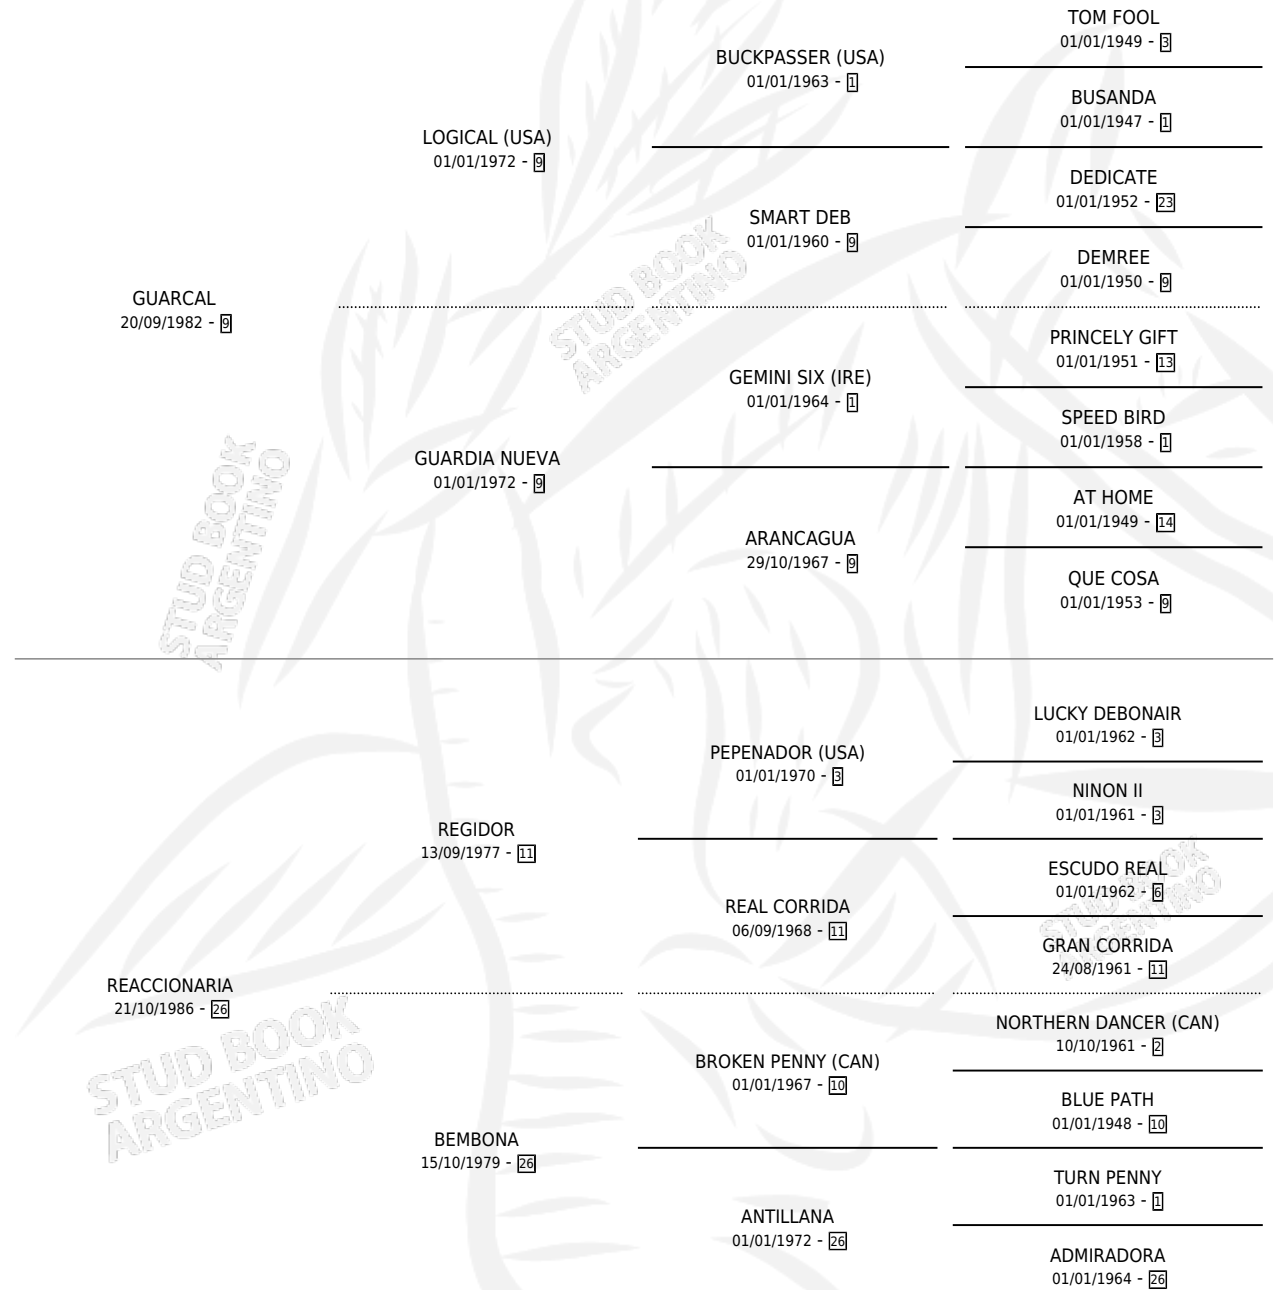 TOM FOOL
01/01/1949 - 3
BUCKPASSER (USA)
01/01/1963 - 1
BUSANDA
01/01/1947 - 1
LOGICAL (USA)
01/01/1972 - 9
DEDICATE
01/01/1952 - 23
SMART DEB
01/01/1960 - 9
DEMREE
01/01/1950 - 9
GUARCAL
20/09/1982 - 9
STUD BOOK
ARGENTINO
PRINCELY GIFT
01/01/1951 - 13
GEMINI SIX (IRE)
01/01/1964 - 1
SPEED BIRD
01/01/1958 - 1
GUARDIA NUEVA
01/01/1972 - 9
AT HOME
01/01/1949 - 14
ARANCAGUA
29/10/1967 - 9
QUE COSA
01/01/1953 - 9
STUD BOOK
ARGENTINO
LUCKY DEBONAIR
01/01/1962 - 3
PEPENADOR (USA)
01/01/1970 - 3
NINON II
01/01/1961 - 3
REGIDOR
13/09/1977 - 11
ESCUDO REAL
01/01/1962 - 6
REAL CORRIDA
06/09/1968 - 11
STUD BOOK
ARGENTINO
GRAN CORRIDA
24/08/1961 - 11
REACCIONARIA
21/10/1986 - 26
NORTHERN DANCER (CAN)
10/10/1961 - 2
BROKEN PENNY (CAN)
01/01/1967 - 10
STUD BOOK
ARGENTINO
BLUE PATH
01/01/1948 - 10
BEMBONA
15/10/1979 - 26
TURN PENNY
01/01/1963 - 1
ANTILLANA
01/01/1972 - 26
ADMIRADORA
01/01/1964 - 26